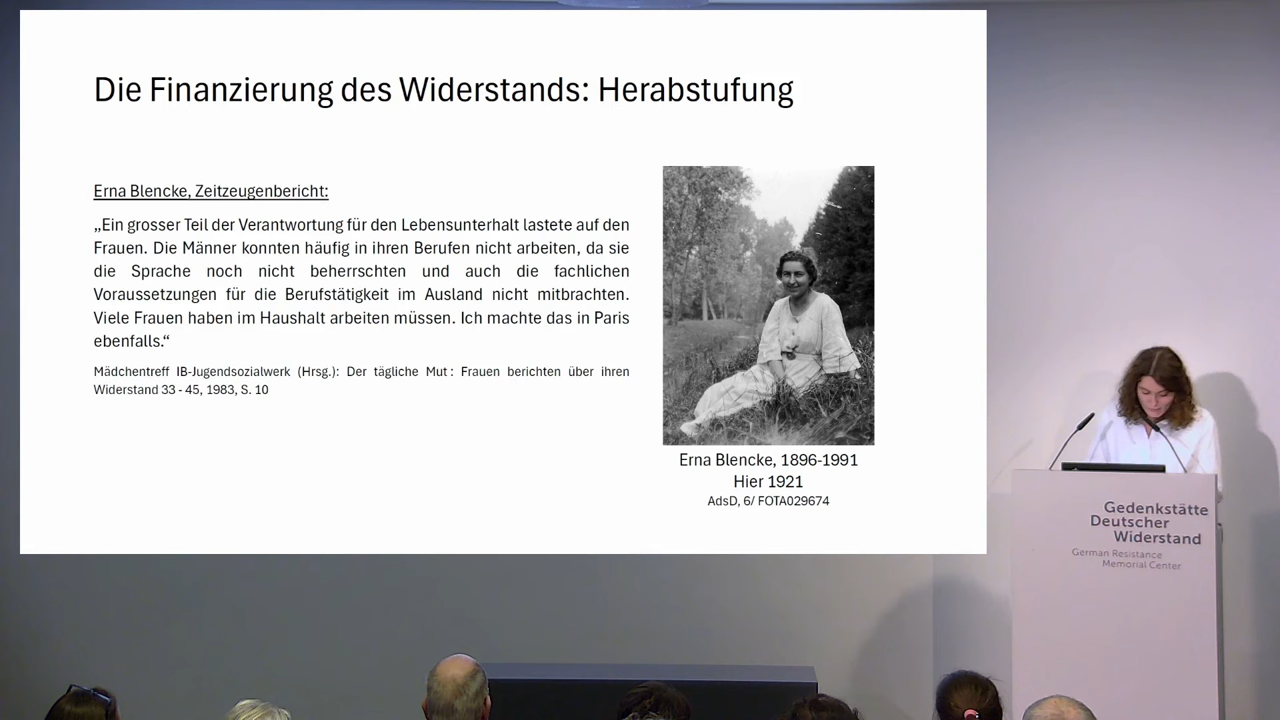 Die Finanzierung des Widerstands: Herabstufung
Erna Blencke, Zeitzeugenbericht:
„Ein grosser Teil der Verantwortung für den Lebensunterhalt lastete auf den
Frauen. Die Männer konnten häufig in ihren Berufen nicht arbeiten, da sie
die Sprache noch nicht beherrschten und auch die fachlichen
Voraussetzungen für die Berufstätigkeit im Ausland nicht mitbrachten.
Viele Frauen haben im Haushalt arbeiten müssen. Ich machte das in Paris
ebenfalls.“
Mädchentreff IB-Jugendsozialwerk (Hrsg.): Der tägliche Mut : Frauen berichten über ihren
Widerstand 33 - 45, 1983, S. 10
Erna Blencke, 1896-1991
Hier 1921
AdsD, 6/ FOTA029674
Gedenkstätte
Deutscher
Widerstand
German Resistance
Memorial Center